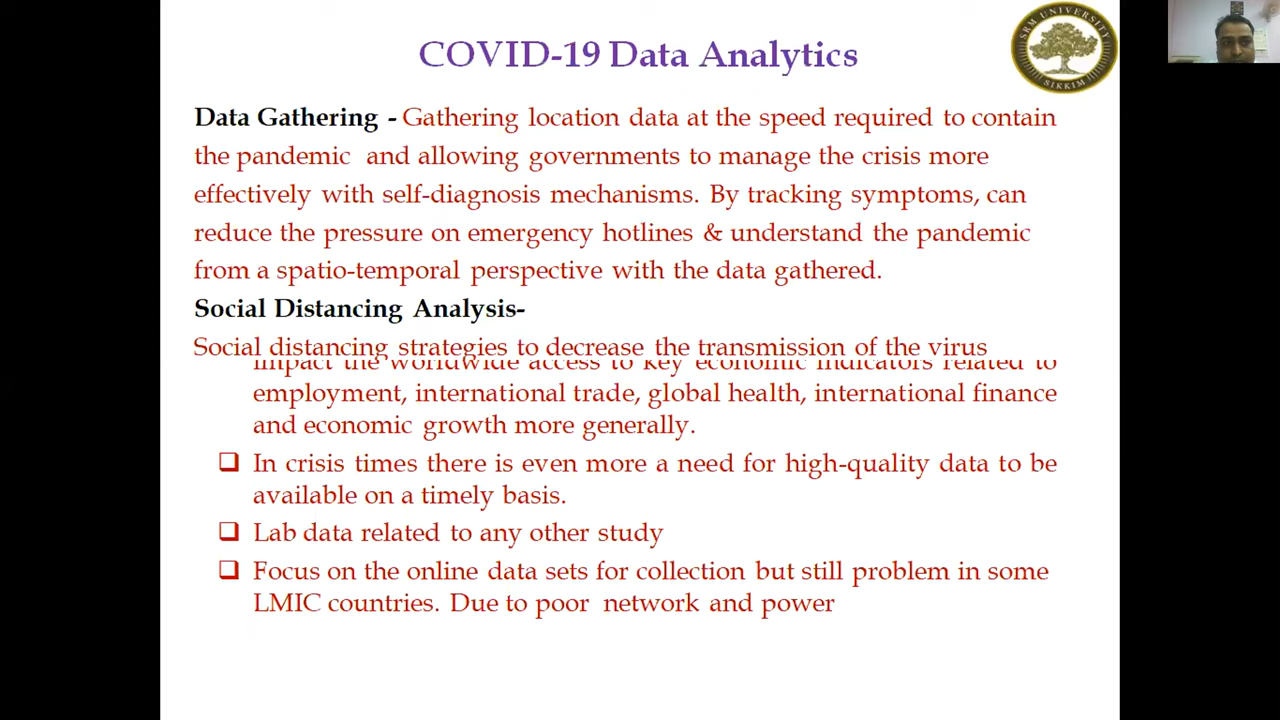 SRM UNIVERSITY
SIKKIM
COVID-19 Data Analytics
Data Gathering - Gathering location data at the speed required to contain
the pandemic and allowing governments to manage the crisis more
effectively with self-diagnosis mechanisms. By tracking symptoms, can
reduce the pressure on emergency hotlines & understand the pandemic
from a spatio-temporal perspective with the data gathered.
Social Distancing Analysis-
Social distancing strategies to decrease the transmission of the virus
impact the worldwide access to key economic indicators related to
employment, international trade, global health, international finance
and economic growth more generally.
In crisis times there is even more a need for high-quality data to be
available on a timely basis.
Lab data related to any other study
Focus on the online data sets for collection but still problem in some
LMIC countries. Due to poor network and power